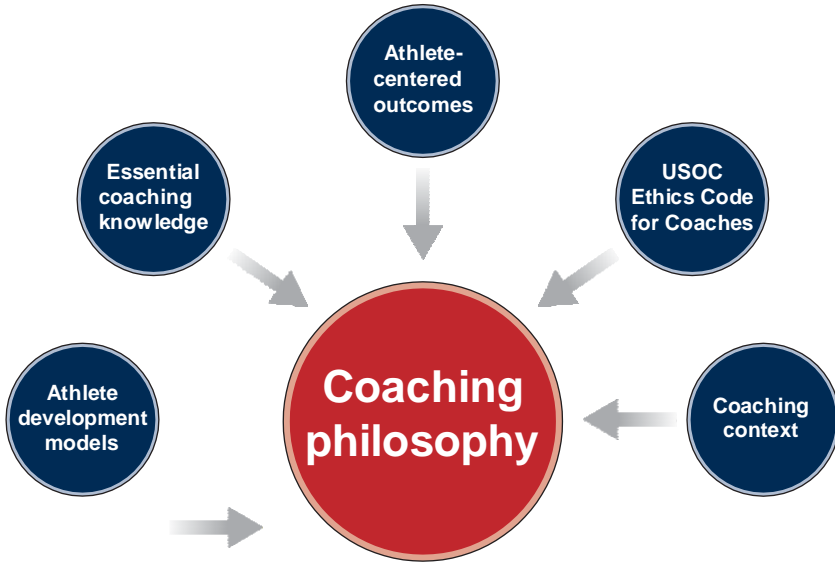 Athlete-
centered
outcomes
Essential
coaching
knowledge
USOC
Ethics Code
for Coaches
Athlete
development
models
Coaching
philosophy
Coaching
context